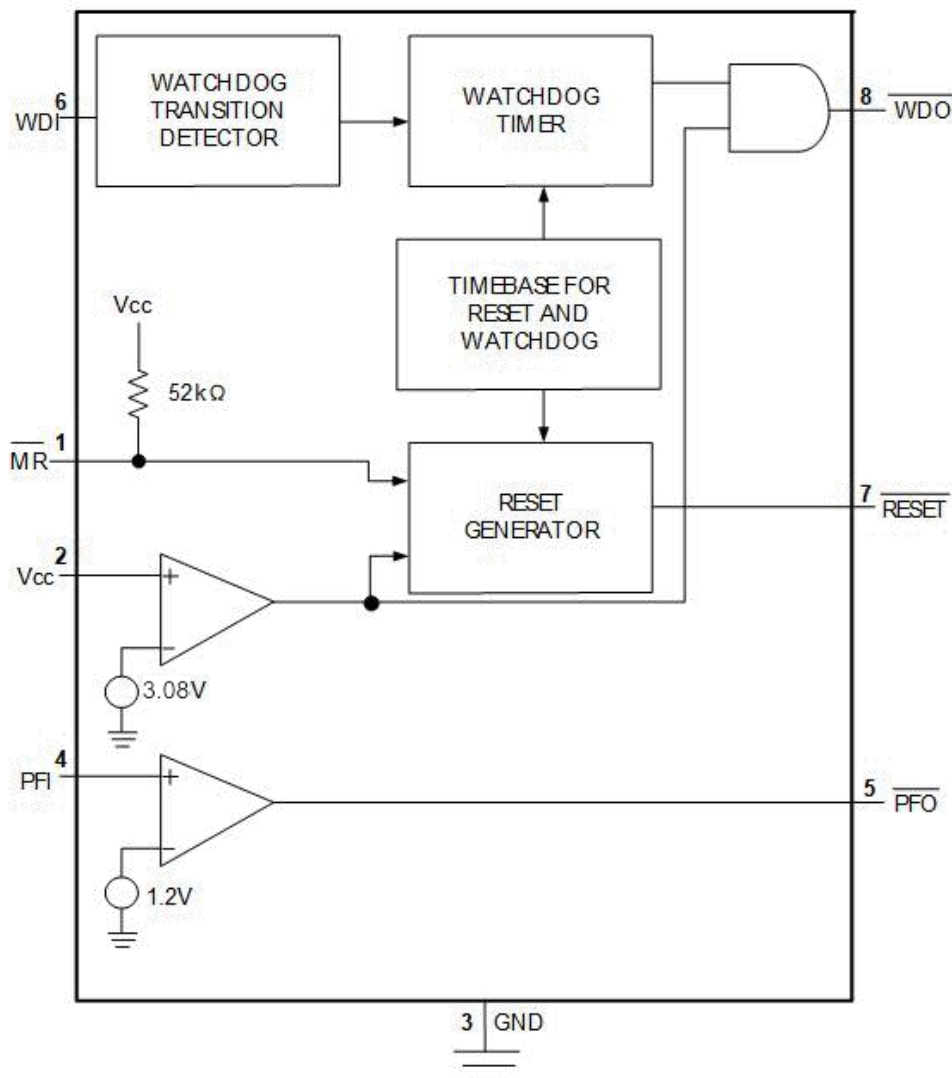 WATCHDOG
TRANSITION
DETECTOR
WATCHDOG
TIMER
6
WDI
8
WDO
TIMEBASE FOR
RESET AND
WATCHDOG
Vcc
52kΩ
1
MR
RESET
GENERATOR
7
RESET
2
Vcc
+
−
3.08V
4
PFI
+
−
1.2V
5
PFO
3 GND